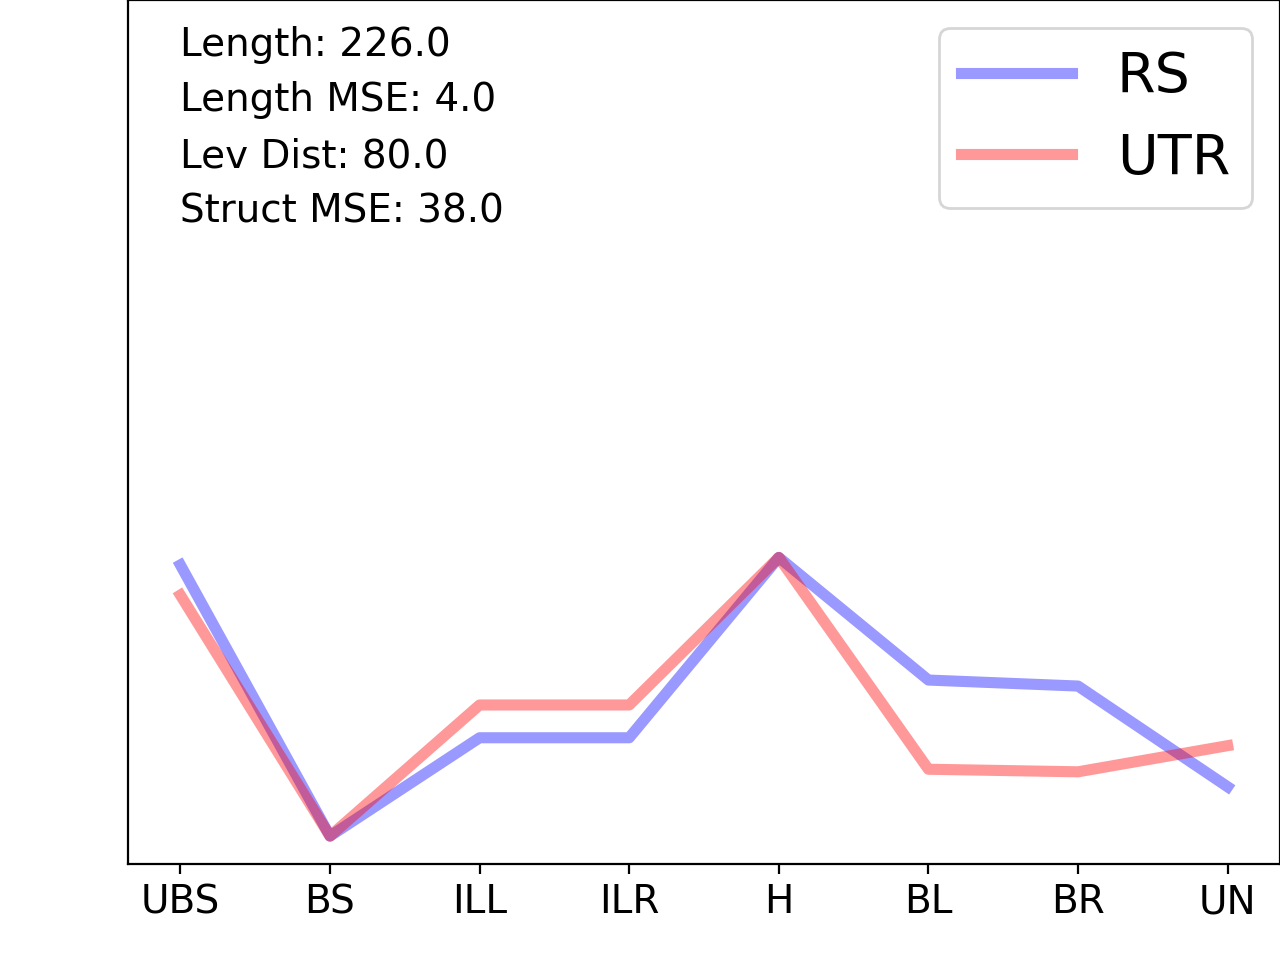 Length: 226.0
Length MSE: 4.0
Lev Dist: 80.0
Struct MSE: 38.0
RS
UTR
UBS BS ILL ILR H BL BR UN